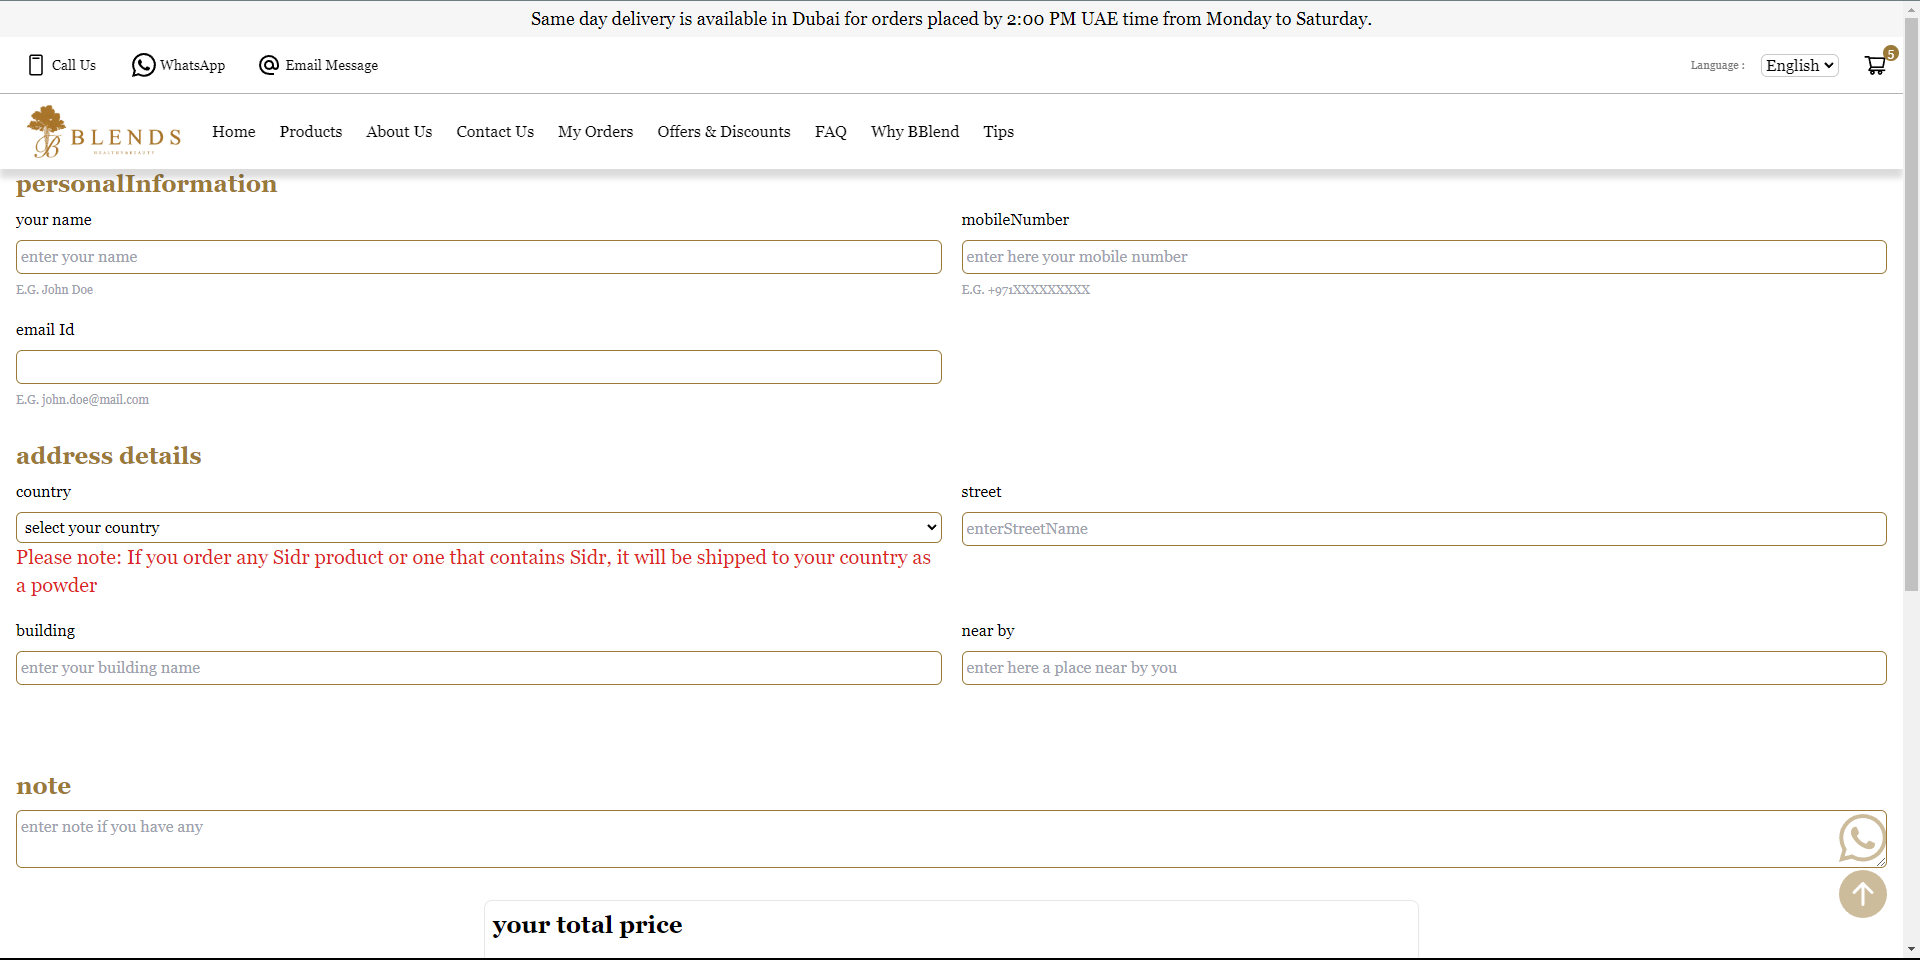 Same day delivery is available in Dubai for orders placed by 2:00 PM UAE time from Monday to Saturday.
Call Us WhatsApp Email Message Language : English 5
B BLENDS Home Products About Us Contact Us My Orders Offers & Discounts FAQ Why BBlend Tips
HEALTHY&BEAUTY
personalInformation
your name mobileNumber
enter your name enter here your mobile number
E.G. John Doe E.G. +971XXXXXXXXX
email Id
E.G. john.doe@mail.com
address details
country street
select your country enterStreetName
Please note: If you order any Sidr product or one that contains Sidr, it will be shipped to your country as
a powder
building near by
enter your building name enter here a place near by you
note
enter note if you have any
your total price